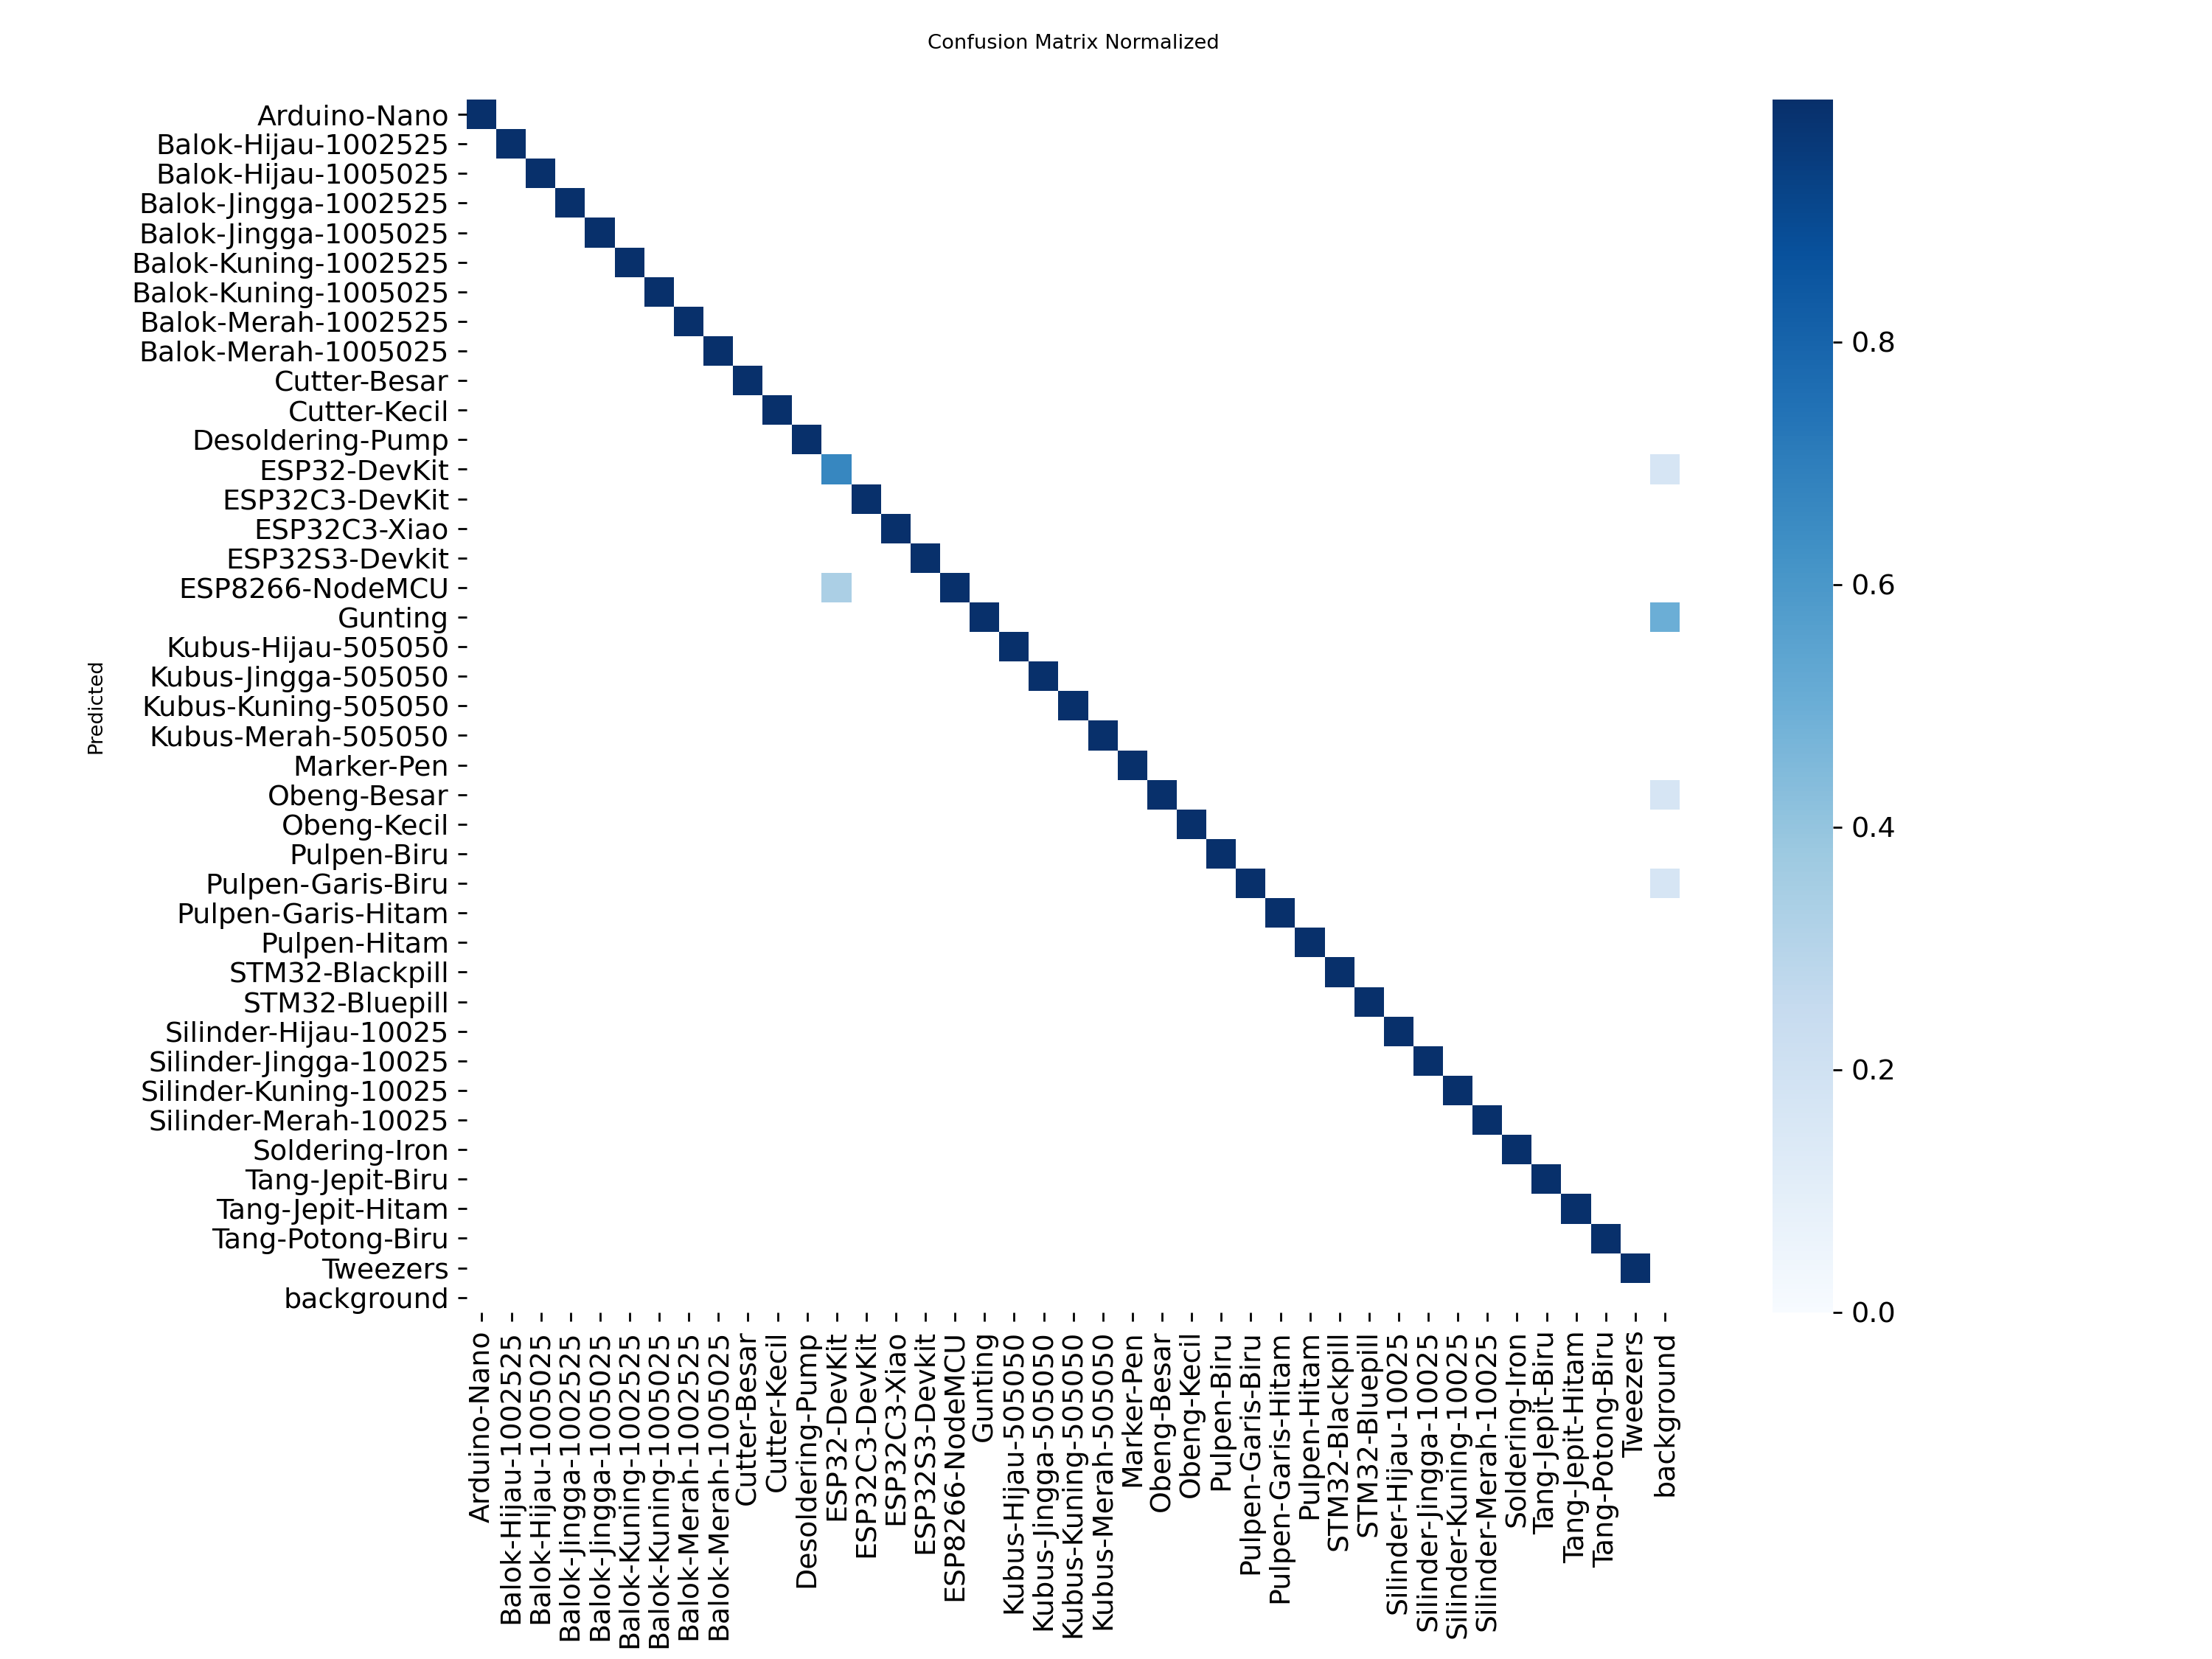 Confusion Matrix Normalized
Predicted
Arduino-Nano
Balok-Hijau-1002525
Balok-Hijau-1005025
Balok-Jingga-1002525
Balok-Jingga-1005025
Balok-Kuning-1002525
Balok-Kuning-1005025
Balok-Merah-1002525
Balok-Merah-1005025
Cutter-Besar
Cutter-Kecil
Desoldering-Pump
ESP32-DevKit
ESP32C3-DevKit
ESP32C3-Xiao
ESP32S3-Devkit
ESP8266-NodeMCU
Gunting
Kubus-Hijau-505050
Kubus-Jingga-505050
Kubus-Kuning-505050
Kubus-Merah-505050
Marker-Pen
Obeng-Besar
Obeng-Kecil
Pulpen-Biru
Pulpen-Garis-Biru
Pulpen-Garis-Hitam
Pulpen-Hitam
STM32-Blackpill
STM32-Bluepill
Silinder-Hijau-10025
Silinder-Jingga-10025
Silinder-Kuning-10025
Silinder-Merah-10025
Soldering-Iron
Tang-Jepit-Biru
Tang-Jepit-Hitam
Tang-Potong-Biru
Tweezers
background
Arduino-Nano
Balok-Hijau-1002525
Balok-Hijau-1005025
Balok-Jingga-1002525
Balok-Jingga-1005025
Balok-Kuning-1002525
Balok-Kuning-1005025
Balok-Merah-1002525
Balok-Merah-1005025
Cutter-Besar
Cutter-Kecil
Desoldering-Pump
ESP32-DevKit
ESP32C3-DevKit
ESP32C3-Xiao
ESP32S3-Devkit
ESP8266-NodeMCU
Gunting
Kubus-Hijau-505050
Kubus-Jingga-505050
Kubus-Kuning-505050
Kubus-Merah-505050
Marker-Pen
Obeng-Besar
Obeng-Kecil
Pulpen-Biru
Pulpen-Garis-Biru
Pulpen-Garis-Hitam
Pulpen-Hitam
STM32-Blackpill
STM32-Bluepill
Silinder-Hijau-10025
Silinder-Jingga-10025
Silinder-Kuning-10025
Silinder-Merah-10025
Soldering-Iron
Tang-Jepit-Biru
Tang-Jepit-Hitam
Tang-Potong-Biru
Tweezers
background
0.8
0.6
0.4
0.2
0.0